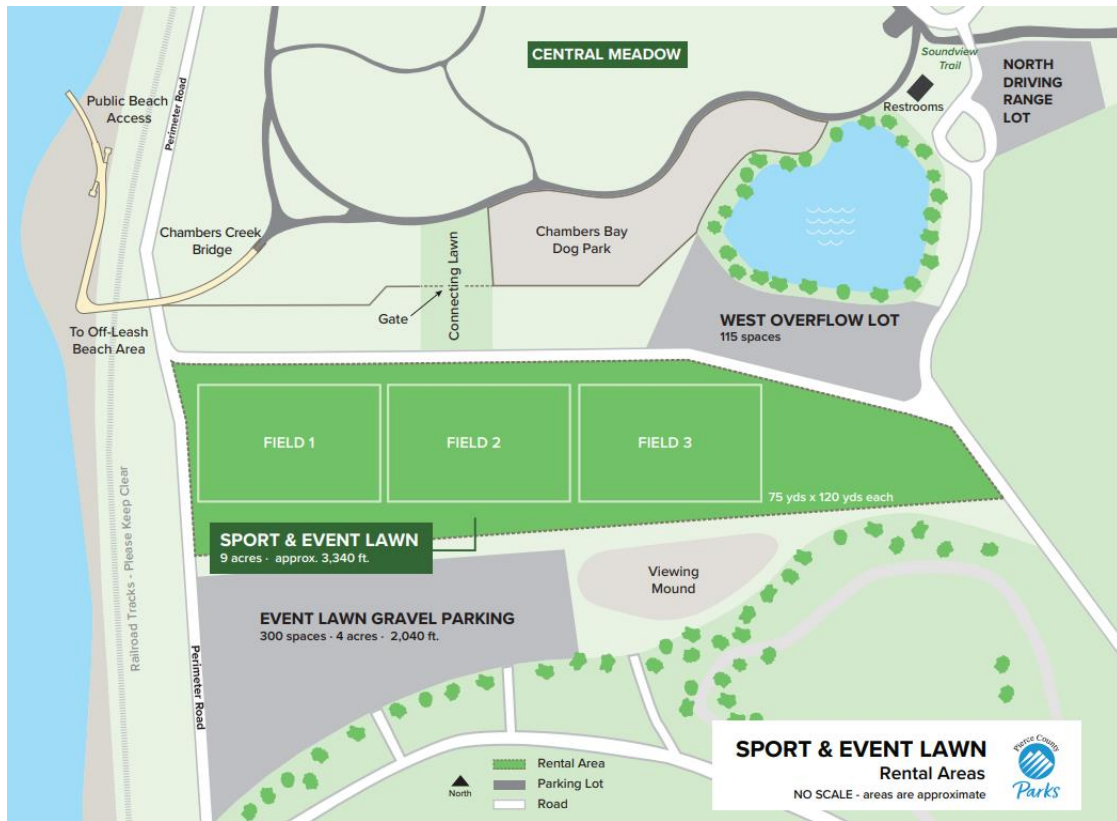 CENTRAL MEADOW
Soundview
Trail
NORTH
DRIVING
RANGE
LOT
Restrooms
Public Beach
Access
Perimeter Road
Chambers Creek
Bridge
Chambers Bay
Dog Park
Connecting Lawn
Gate
To Off-Leash
Beach Area
WEST OVERFLOW LOT
115 spaces
FIELD 1
FIELD 2
FIELD 3
75 yds x 120 yds each
Railroad Tracks - Please Keep Clear
SPORT & EVENT LAWN
9 acres · approx. 3,340 ft.
Viewing
Mound
EVENT LAWN GRAVEL PARKING
300 spaces · 4 acres · 2,040 ft.
Perimeter Road
North
Rental Area
Parking Lot
Road
SPORT & EVENT LAWN
Rental Areas
NO SCALE - areas are approximate
Pierce County
Parks